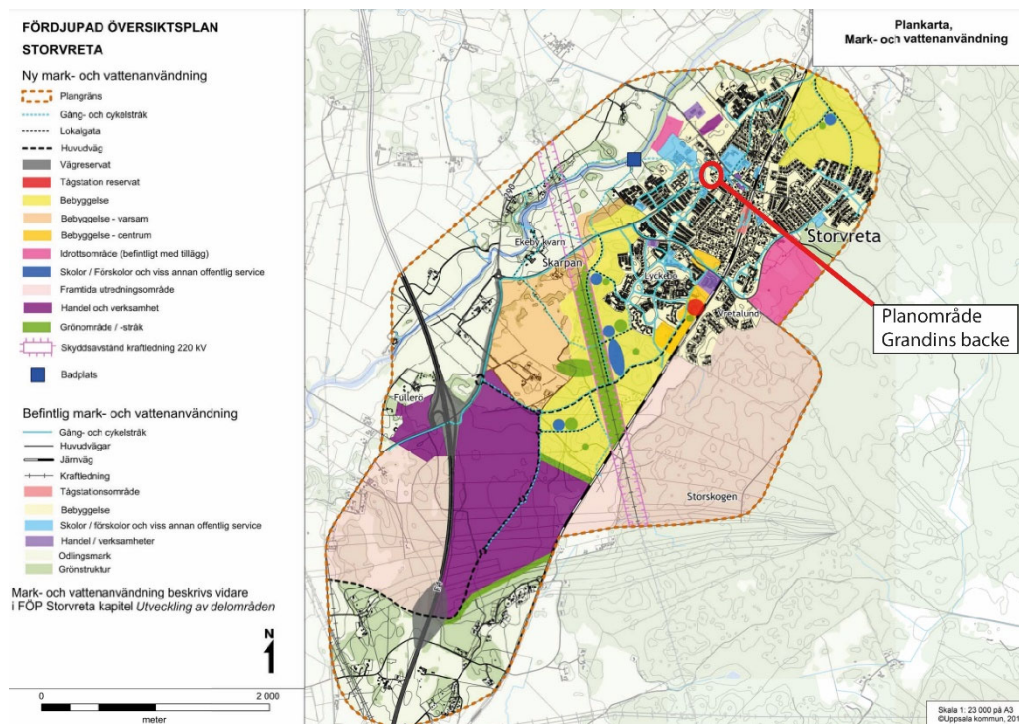 FÖRDJUPAD ÖVERSIKTSPLAN
STORVRETA
Ny mark- och vattenanvändning
Plangräns
Gång- och cykelstråk
Lokalgata
Huvudväg
Vägreservat
Tågstation reservat
Bebyggelse
Bebyggelse - varsam
Bebyggelse - centrum
Idrottsområde (befintligt med tillägg)
Skolor / Förskolor och viss annan offentlig service
Framtida utredningsområde
Handel och verksamhet
Grönområde / -stråk
Skyddsavstånd kraftledning 220 kV
Badplats
Befintlig mark- och vattenanvändning
Gång- och cykelstråk
Huvudvägar
Järnväg
Kraftledning
Tågstationsområde
Bebyggelse
Skolor / förskolor och viss annan offentlig service
Handel / verksamheter
Odlingsmark
Grönstruktur
Mark- och vattenanvändning beskrivs vidare
i FÖP Storvreta kapitel Utveckling av delområden
N
0 2 000
meter
Plankarta,
Mark- och vattenanvändning
290
Ekeby kvarn
Skarpan
Storvreta
Lyckebo
Vretalund
Planområde
Grandins backe
Fullerö
Storskogen
Skala 1: 23 000 på A3
©Uppsala kommun, 201